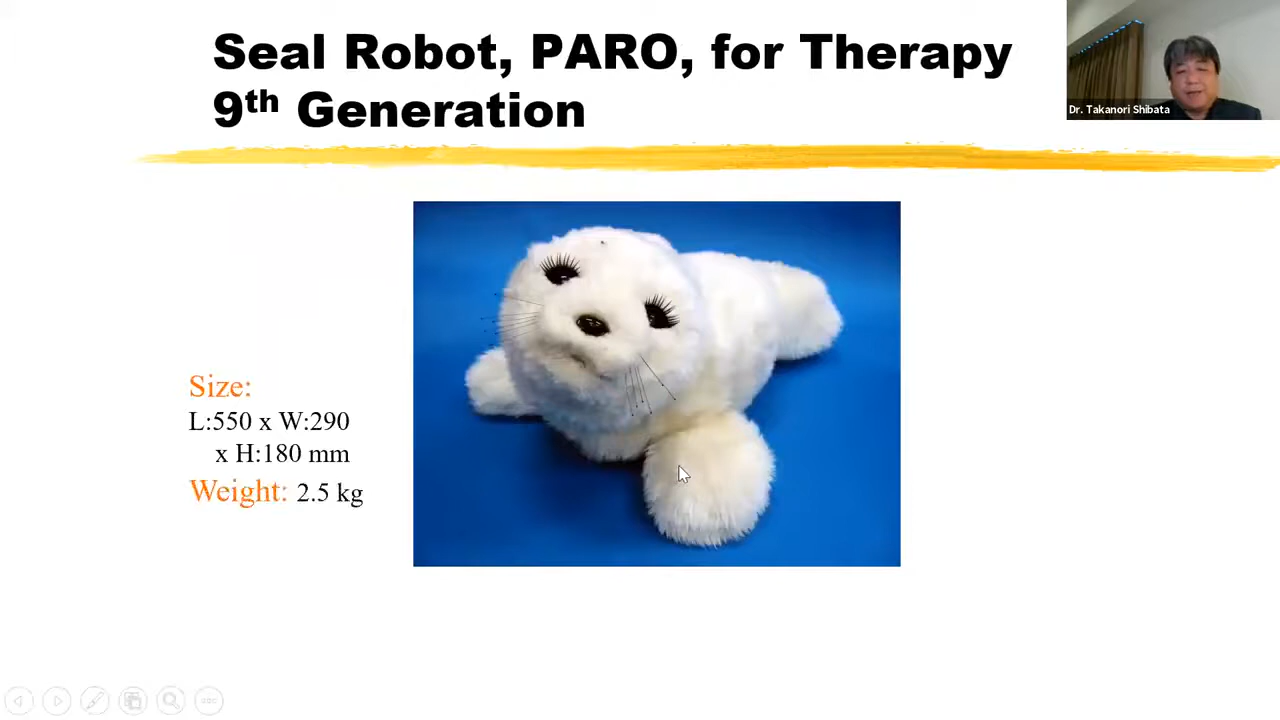 Seal Robot, PARO, for Therapy
9th Generation
Dr. Takanori Shibata
Size:
L:550 x W:290
x H:180 mm
Weight: 2.5 kg